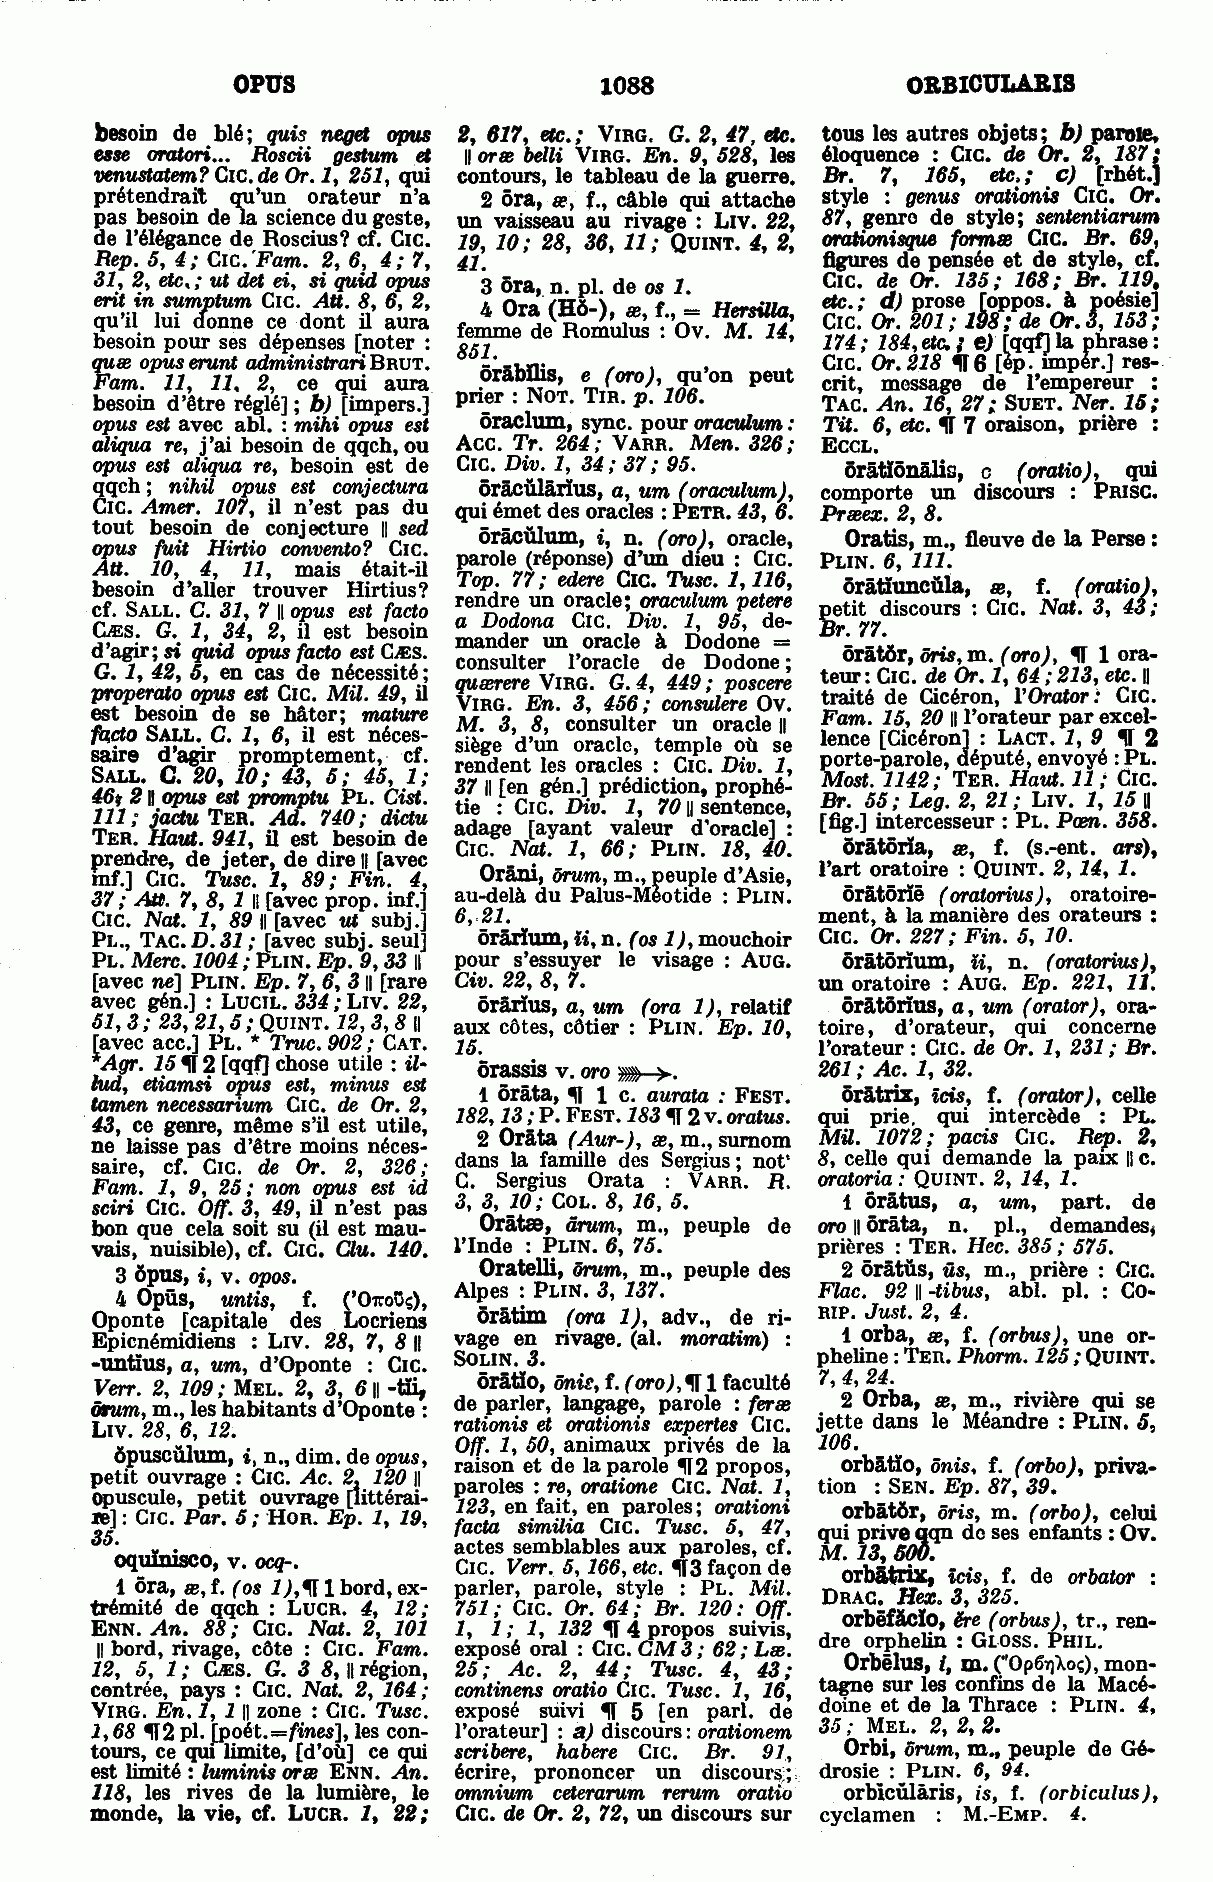 OPUS
1088
ORBICULARIS
besoin de blé; quis neget opus
esse oratori... Roscii gestum et
venustatem? CIC. de Or. 1, 251, qui
prétendrait qu'un orateur n'a
pas besoin de la science du geste,
de l'élégance de Roscius? cf. CIC.
Rep. 5, 4; CIC. Fam. 2, 6, 4; 7,
31, 2, etc.; ut det ei, si quid opus
erit in sumptum CIC. Att. 8, 6, 2,
qu'il lui donne ce dont il aura
besoin pour ses dépenses [noter :
quæ opus erunt administrari BRUT.
Fam. 11, 11, 2, ce qui aura
besoin d'être réglé]; b) [impers.]
opus est avec abl. : mihi opus est
aliqua re, j'ai besoin de qqch, ou
opus est aliqua re, besoin est de
qqch; nihil opus est conjectura
CIC. Amer. 107, il n'est pas du
tout besoin de conjecture || sed
opus fuit Hirtio convento? CIC.
Att. 10, 4, 11, mais était-il
besoin d'aller trouver Hirtius?
cf. SALL. C. 31, 7 || opus est facto
CÆS. G. 1, 34, 2, il est besoin
d'agir; si quid opus facto est CÆS.
G. 1, 42, 5, en cas de nécessité;
properato opus est CIC. Mil. 49, il
est besoin de se hâter; mature
facto SALL. C. 1, 6, il est néces-
saire d'agir promptement, cf.
SALL. C. 20, 10; 43, 5; 45, 1;
46; 2 || opus est promptu PL. Cist.
111; jactu TER. Ad. 740; dictu
TER. Haut. 941, il est besoin de
prendre, de jeter, de dire || [avec
inf.] CIC. Tusc. 1, 89; Fin. 4,
37; Att. 7, 8, 1 || [avec prop. inf.]
CIC. Nat. 1, 89 || [avec ut subj.]
PL., TAC. D. 31; [avec subj. seul]
PL. Merc. 1004; PLIN. Ep. 9, 33 ||
[avec ne] PLIN. Ep. 7, 6, 3 || [rare
avec gén.] : LUCIL. 334; LIV. 22,
51, 3; 23, 21, 5; QUINT. 12, 3, 8 ||
[avec acc.] PL. * Truc. 902; CAT.
*Agr. 15 ¶ 2 [qqf] chose utile : il-
lud, etiamsi opus est, minus est
tamen necessarium CIC. de Or. 2,
43, ce genre, même s'il est utile,
ne laisse pas d'être moins néces-
saire, cf. CIC. de Or. 2, 326;
Fam. 1, 9, 25; non opus est id
sciri CIC. Off. 3, 49, il n'est pas
bon que cela soit su (il est mau-
vais, nuisible), cf. CIC. Clu. 140.
3 ŏpus, i, v. opos.
4 Opūs, untis, f. (Ὀποῦς),
Oponte [capitale des Locriens
Epicnémidiens : LIV. 28, 7, 8 ||
-untĭus, a, um, d'Oponte : CIC.
Verr. 2, 109; MEL. 2, 3, 6 || -tĭi,
ōrum, m., les habitants d'Oponte :
LIV. 28, 6, 12.
ŏpuscŭlum, i, n., dim. de opus,
petit ouvrage : CIC. Ac. 2, 120 ||
opuscule, petit ouvrage [littérai-
re] : CIC. Par. 5; HOR. Ep. 1, 19,
35.
oquīnisco, v. ocq-.
1 ōra, æ, f. (os 1), ¶ 1 bord, ex-
trémité de qqch : LUCR. 4, 12;
ENN. An. 88; CIC. Nat. 2, 101
|| bord, rivage, côte : CIC. Fam.
12, 5, 1; CÆS. G. 3 8, || région,
contrée, pays : CIC. Nat. 2, 164;
VIRG. En. 1, 1 || zone : CIC. Tusc.
1, 68 ¶ 2 pl. [poét.=fines], les con-
tours, ce qui limite, [d'où] ce qui
est limité : luminis oræ ENN. An.
118, les rives de la lumière, le
monde, la vie, cf. LUCR. 1, 22;
2, 617, etc.; VIRG. G. 2, 47, etc.
|| oræ belli VIRG. En. 9, 528, les
contours, le tableau de la guerre.
2 ōra, æ, f., câble qui attache
un vaisseau au rivage : LIV. 22,
19, 10; 28, 36, 11; QUINT. 4, 2,
41.
3 ōra, n. pl. de os 1.
4 Ora (Hŏ-), æ, f., = Hersilla,
femme de Romulus : OV. M. 14,
851.
ōrābĭlis, e (oro), qu'on peut
prier : NOT. TIR. p. 106.
ōraclum, sync. pour oraculum :
ACC. Tr. 264; VARR. Men. 326;
CIC. Div. 1, 34; 37; 95.
ōrācŭlārĭus, a, um (oraculum),
qui émet des oracles : PETR. 43, 6.
ōrācŭlum, i, n. (oro), oracle,
parole (réponse) d'un dieu : CIC.
Top. 77; edere CIC. Tusc. 1, 116,
rendre un oracle; oraculum petere
a Dodona CIC. Div. 1, 95, de-
mander un oracle à Dodone =
consulter l'oracle de Dodone;
quærere VIRG. G. 4, 449; poscere
VIRG. En. 3, 456; consulere OV.
M. 3, 8, consulter un oracle ||
siège d'un oracle, temple où se
rendent les oracles : CIC. Div. 1,
37 || [en gén.] prédiction, prophé-
tie : CIC. Div. 1, 70 || sentence,
adage [ayant valeur d'oracle] :
CIC. Nat. 1, 66; PLIN. 18, 40.
Orāni, ōrum, m., peuple d'Asie,
au-delà du Palus-Méotide : PLIN.
6, 21.
ōrārĭum, ĭi, n. (os 1), mouchoir
pour s'essuyer le visage : AUG.
Civ. 22, 8, 7.
ōrārĭus, a, um (ora 1), relatif
aux côtes, côtier : PLIN. Ep. 10,
15.
ōrassis v. oro ⟫→.
1 ōrāta, ¶ 1 c. aurata : FEST.
182, 13; P. FEST. 183 ¶ 2 v. oratus.
2 Orāta (Aur-), æ, m., surnom
dans la famille des Sergius; not'
C. Sergius Orata : VARR. R.
3, 3, 10; COL. 8, 16, 5.
Orātæ, ārum, m., peuple de
l'Inde : PLIN. 6, 75.
Oratelli, ōrum, m., peuple des
Alpes : PLIN. 3, 137.
ōrātim (ora 1), adv., de ri-
vage en rivage. (al. moratim) :
SOLIN. 3.
ōrātĭo, ōnis, f. (oro), ¶ 1 faculté
de parler, langage, parole : feræ
rationis et orationis expertes CIC.
Off. 1, 50, animaux privés de la
raison et de la parole ¶ 2 propos,
paroles : re, oratione CIC. Nat. 1,
123, en fait, en paroles; orationi
facta similia CIC. Tusc. 5, 47,
actes semblables aux paroles, cf.
CIC. Verr. 5, 166, etc. ¶ 3 façon de
parler, parole, style : PL. Mil.
751; CIC. Or. 64; Br. 120: Off.
1, 1; 1, 132 ¶ 4 propos suivis,
exposé oral : CIC. CM 3; 62; Læ.
25; Ac. 2, 44; Tusc. 4, 43;
continens oratio CIC. Tusc. 1, 16,
exposé suivi ¶ 5 [en parl. de
l'orateur] : a) discours : orationem
scribere, habere CIC. Br. 91,
écrire, prononcer un discours;
omnium ceterarum rerum oratio
CIC. de Or. 2, 72, un discours sur
tous les autres objets; b) parole,
éloquence : CIC. de Or. 2, 187;
Br. 7, 165, etc.; c) [rhét.]
style : genus orationis CIC. Or.
87, genre de style; sententiarum
orationisque formæ CIC. Br. 69,
figures de pensée et de style, cf.
CIC. de Or. 135; 168; Br. 119,
etc.; d) prose [oppos. à poésie]
CIC. Or. 201; 198; de Or. 3, 153;
174; 184, etc.; e) [qqf] la phrase :
CIC. Or. 218 ¶ 6 [ép. impér.] res-
crit, message de l'empereur :
TAC. An. 16, 27; SUET. Ner. 15;
Tit. 6, etc. ¶ 7 oraison, prière :
ECCL.
ōrātĭōnālis, e (oratio), qui
comporte un discours : PRISC.
Præex. 2, 8.
Oratis, m., fleuve de la Perse :
PLIN. 6, 111.
ōrātĭuncŭla, æ, f. (oratio),
petit discours : CIC. Nat. 3, 43;
Br. 77.
ōrātŏr, ōris, m. (oro), ¶ 1 ora-
teur : CIC. de Or. 1, 64; 213, etc. ||
traité de Cicéron, l'Orator : CIC.
Fam. 15, 20 || l'orateur par excel-
lence [Cicéron] : LACT. 1, 9 ¶ 2
porte-parole, député, envoyé : PL.
Most. 1142; TER. Haut. 11; CIC.
Br. 55; Leg. 2, 21; LIV. 1, 15 ||
[fig.] intercesseur : PL. Pœn. 358.
ōrātōrĭa, æ, f. (s.-ent. ars),
l'art oratoire : QUINT. 2, 14, 1.
ōrātōrĭē (oratorius), oratoire-
ment, à la manière des orateurs :
CIC. Or. 227; Fin. 5, 10.
ōrātōrĭum, ĭi, n. (oratorius),
un oratoire : AUG. Ep. 221, 11.
ōrātōrĭus, a, um (orator), ora-
toire, d'orateur, qui concerne
l'orateur : CIC. de Or. 1, 231; Br.
261; Ac. 1, 32.
ōrātrix, īcis, f. (orator), celle
qui prie, qui intercède : PL.
Mil. 1072; pacis CIC. Rep. 2,
8, celle qui demande la paix || c.
oratoria : QUINT. 2, 14, 1.
1 ōrātus, a, um, part. de
oro || ōrāta, n. pl., demandes,
prières : TER. Hec. 385; 575.
2 ōrātŭs, ūs, m., prière : CIC.
Flac. 92 || -tibus, abl. pl. : CO-
RIP. Just. 2, 4.
1 orba, æ, f. (orbus), une or-
pheline : TER. Phorm. 125; QUINT.
7, 4, 24.
2 Orba, æ, m., rivière qui se
jette dans le Méandre : PLIN. 5,
106.
orbātĭo, ōnis, f. (orbo), priva-
tion : SEN. Ep. 87, 39.
orbātŏr, ōris, m. (orbo), celui
qui prive qqn de ses enfants : OV.
M. 13, 500.
orbātrix, īcis, f. de orbator :
DRAC. Hex. 3, 325.
orbĕfăcĭo, ĕre (orbus), tr., ren-
dre orphelin : GLOSS. PHIL.
Orbēlus, i, m. (Ὄρβηλος), mon-
tagne sur les confins de la Macé-
doine et de la Thrace : PLIN. 4,
35; MEL. 2, 2, 2.
Orbi, ōrum, m., peuple de Gé-
drosie : PLIN. 6, 94.
orbicŭlāris, is, f. (orbiculus),
cyclamen : M.-EMP. 4.